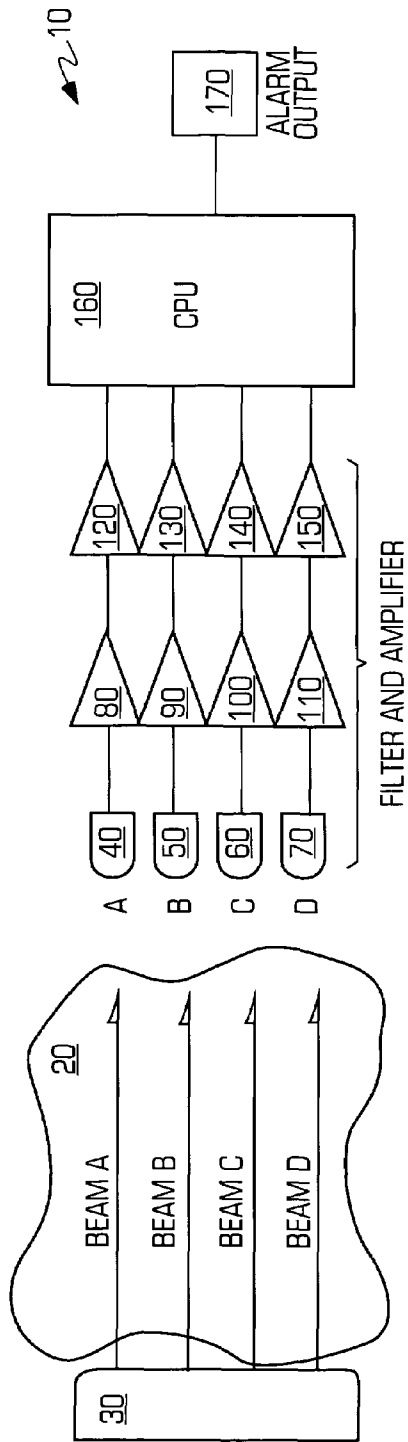 10
30
20
BEAM A
BEAM B
BEAM C
BEAM D
A
B
C
D
40
50
60
70
80
90
100
110
120
130
140
150
FILTER AND AMPLIFIER
160
CPU
170
ALARM
OUTPUT